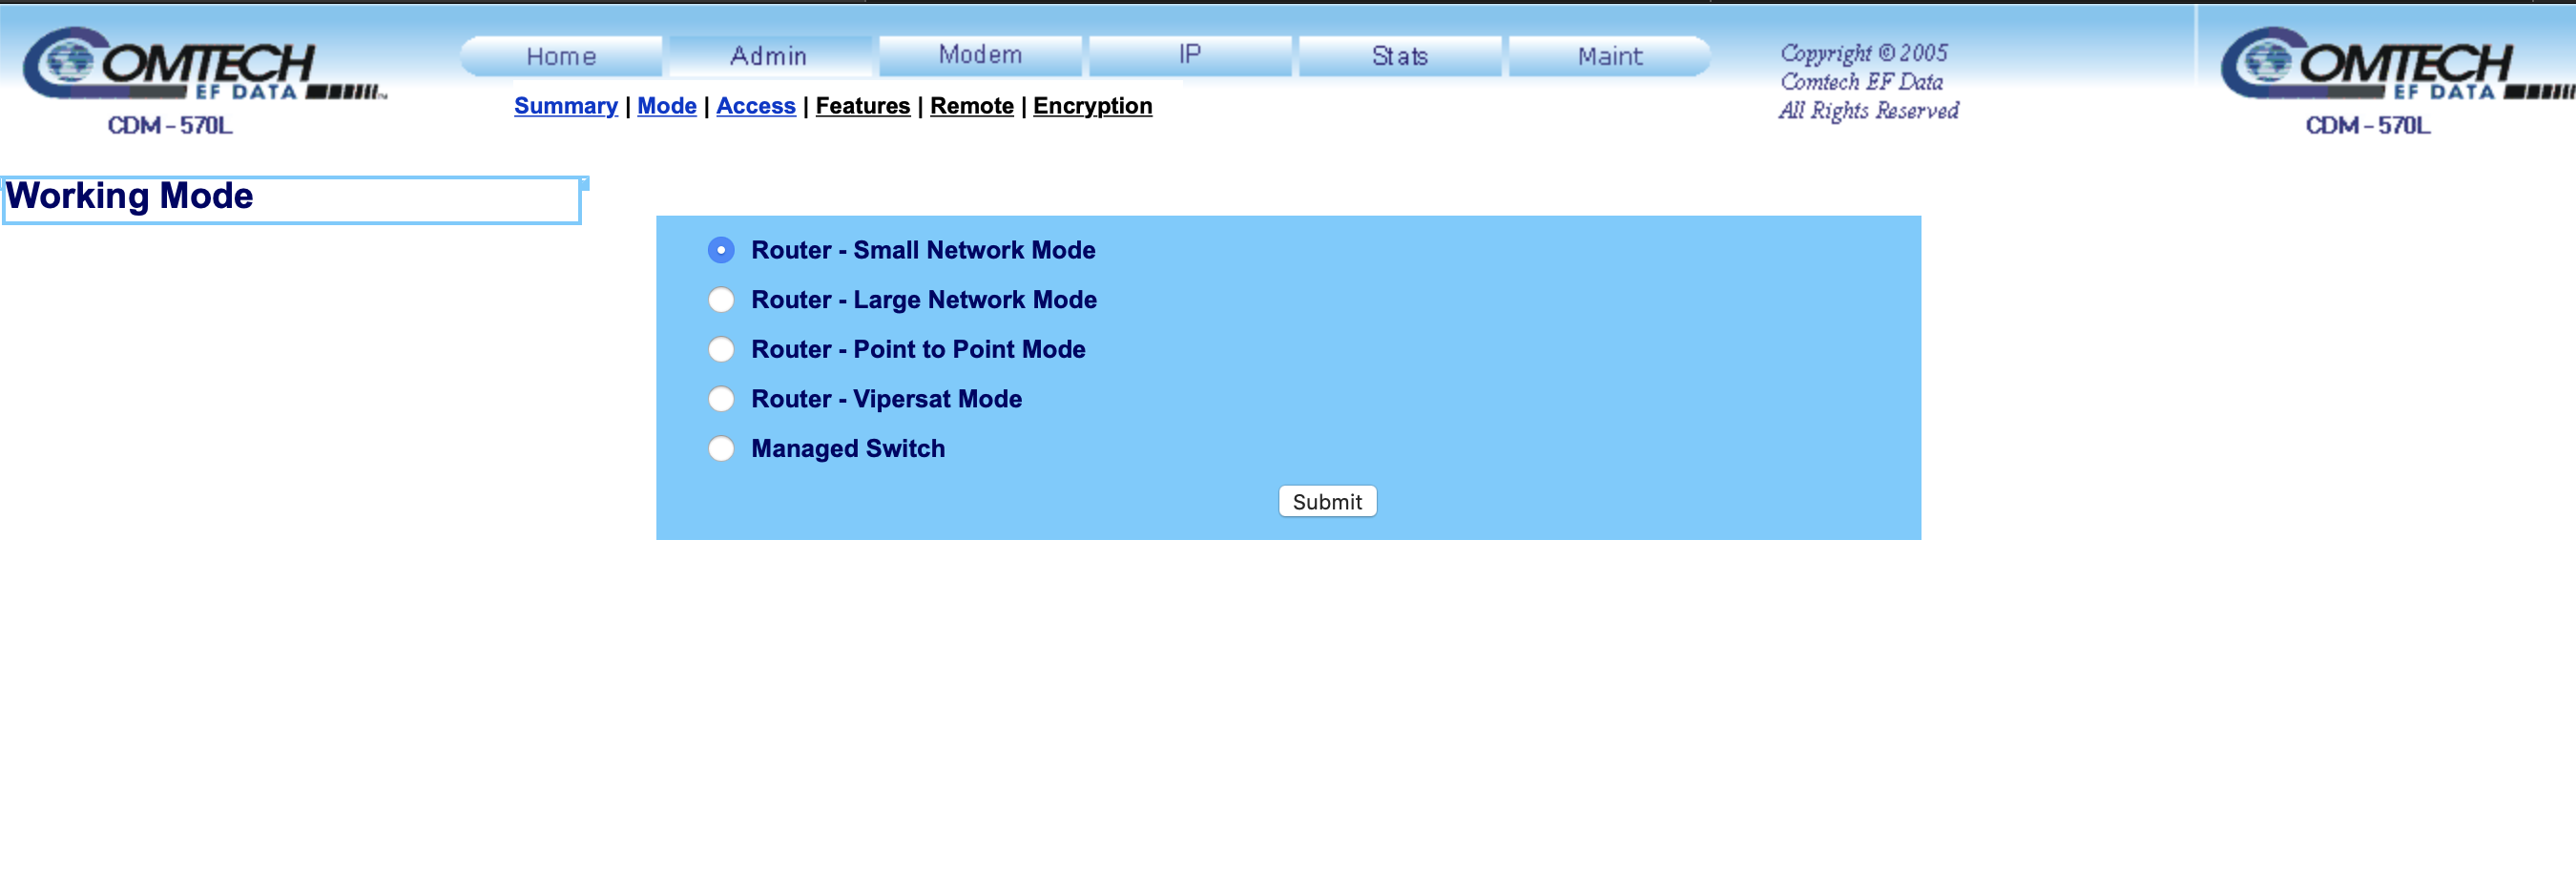 COMTECH
EF DATA
CDM - 570L
Home Admin Modem IP Stats Maint
Summary | Mode | Access | Features | Remote | Encryption
Copyright © 2005
Comtech EF Data
All Rights Reserved
COMTECH
EF DATA
CDM - 570L
Working Mode
Router - Small Network Mode
Router - Large Network Mode
Router - Point to Point Mode
Router - Vipersat Mode
Managed Switch
Submit